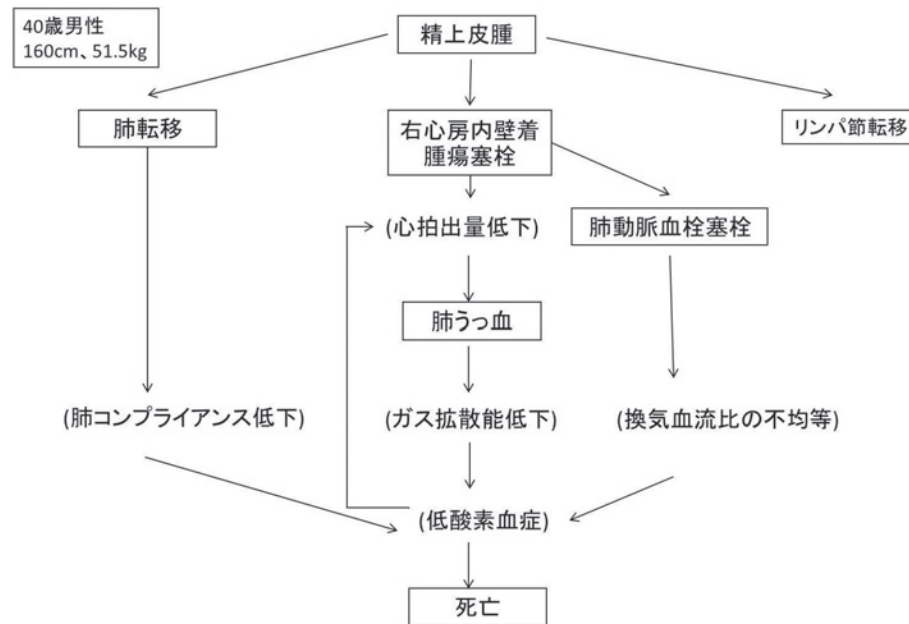 40歳男性
160cm、51.5kg
精上皮腫
肺転移
右心房内壁着
腫瘍塞栓
リンパ節転移
(心拍出量低下)
肺動脈血栓塞栓
肺うっ血
(肺コンプライアンス低下)
(ガス拡散能低下)
(換気血流比の不均等)
(低酸素血症)
死亡